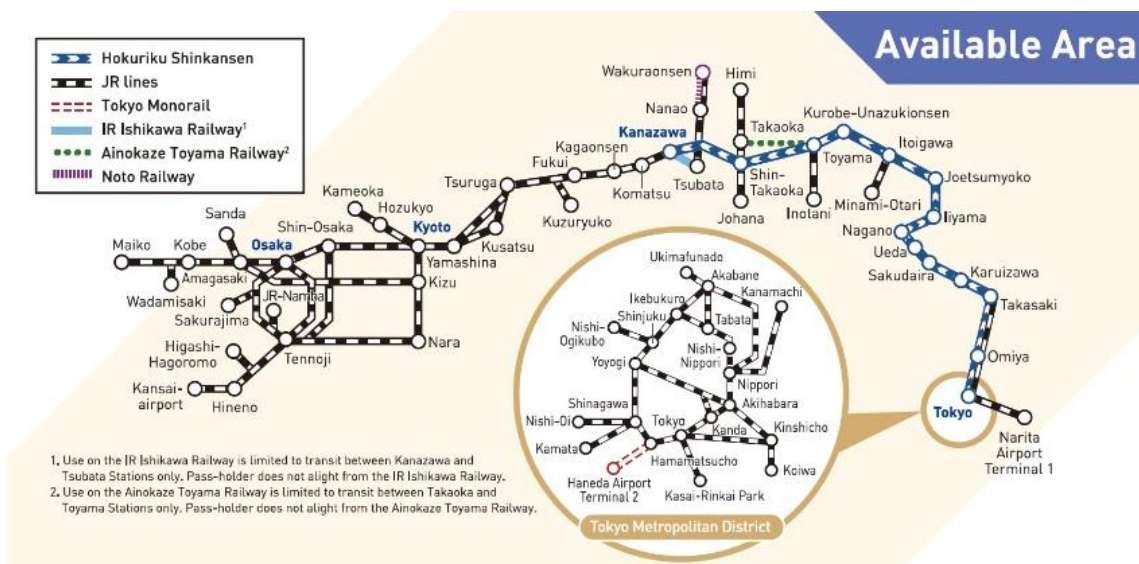 Available Area
Hokuriku Shinkansen
JR lines
Tokyo Monorail
IR Ishikawa Railway1
Ainokaze Toyama Railway2
Noto Railway
Wakuraonsen
Himi
Nanao
Kurobe-Unazukionsen
Takaoka
Itoigawa
Kanazawa
Kagaonsen
Toyama
Fukui
Tsuruga
Komatsu
Tsubata
Shin-
Takaoka
Joetsumyoko
Kameoka
Kuzuryuko
Johana
Inotani
Minami-Otari
Iiyama
Hozukyo
Sanda
Shin-Osaka
Kyoto
Kusatsu
Nagano
Maiko
Kobe
Osaka
Yamashina
Ueda
Amagasaki
Sakudaira
Karuizawa
Wadamisaki
JR-Namba
Kizu
Takasaki
Sakurajima
Higashi-
Hagoromo
Tennoji
Nara
Omiya
Kansai-
airport
Hineno
Tokyo
Narita
Airport
Terminal 1
Ukimafunado
Akabane
Ikebukuro
Kanamachi
Shinjuku
Tabata
Nishi-
Ogikubo
Nishi-
Nippori
Yoyogi
Nippori
Shinagawa
Akihabara
Nishi-Oi
Tokyo
Kanda
Kinshicho
Kamata
Hamamatsucho
Koiwa
Haneda Airport
Terminal 2
Kasai-Rinkai Park
Tokyo Metropolitan District
1. Use on the IR Ishikawa Railway is limited to transit between Kanazawa and
Tsubata Stations only. Pass-holder does not alight from the IR Ishikawa Railway.
2. Use on the Ainokaze Toyama Railway is limited to transit between Takaoka and
Toyama Stations only. Pass-holder does not alight from the Ainokaze Toyama Railway.